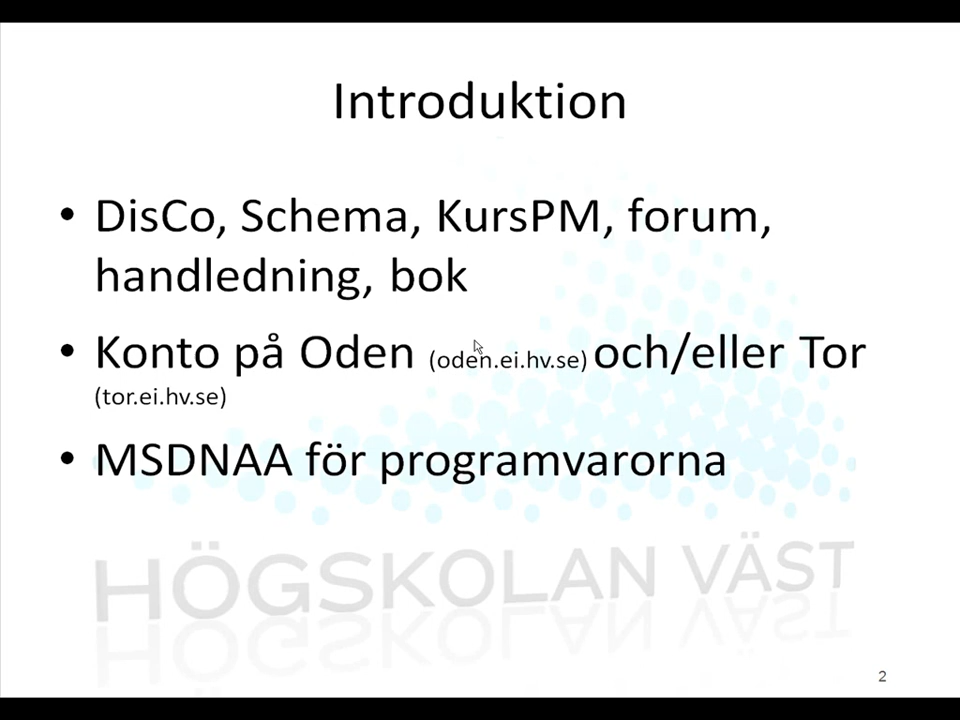 Introduktion
• DisCo, Schema, KursPM, forum,
handledning, bok
• Konto på Oden (oden.ei.hv.se) och/eller Tor
(tor.ei.hv.se)
• MSDNAA för programvarorna
HÖGSKOLAN VÄST
2